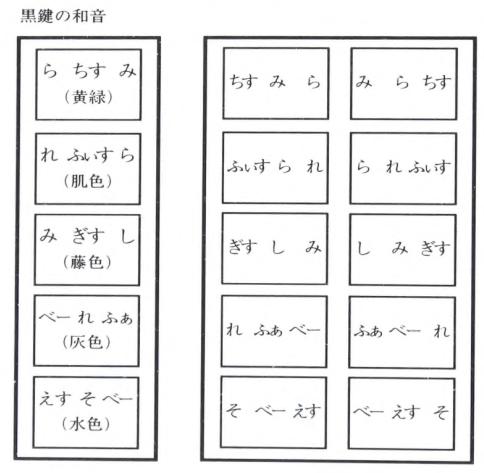 黒鍵の和音
ら ちす み
(黄緑)
れ ふぃす ら
(肌色)
み ぎす し
(藤色)
べー れ ふぁ
(灰色)
えす そ べー
(水色)
ちす み ら
み ら ちす
ふぃす ら れ
ら れ ふぃす
ぎす し み
し み ぎす
れ ふぁ べー
ふぁ べー れ
そ べー えす
べー えす そ